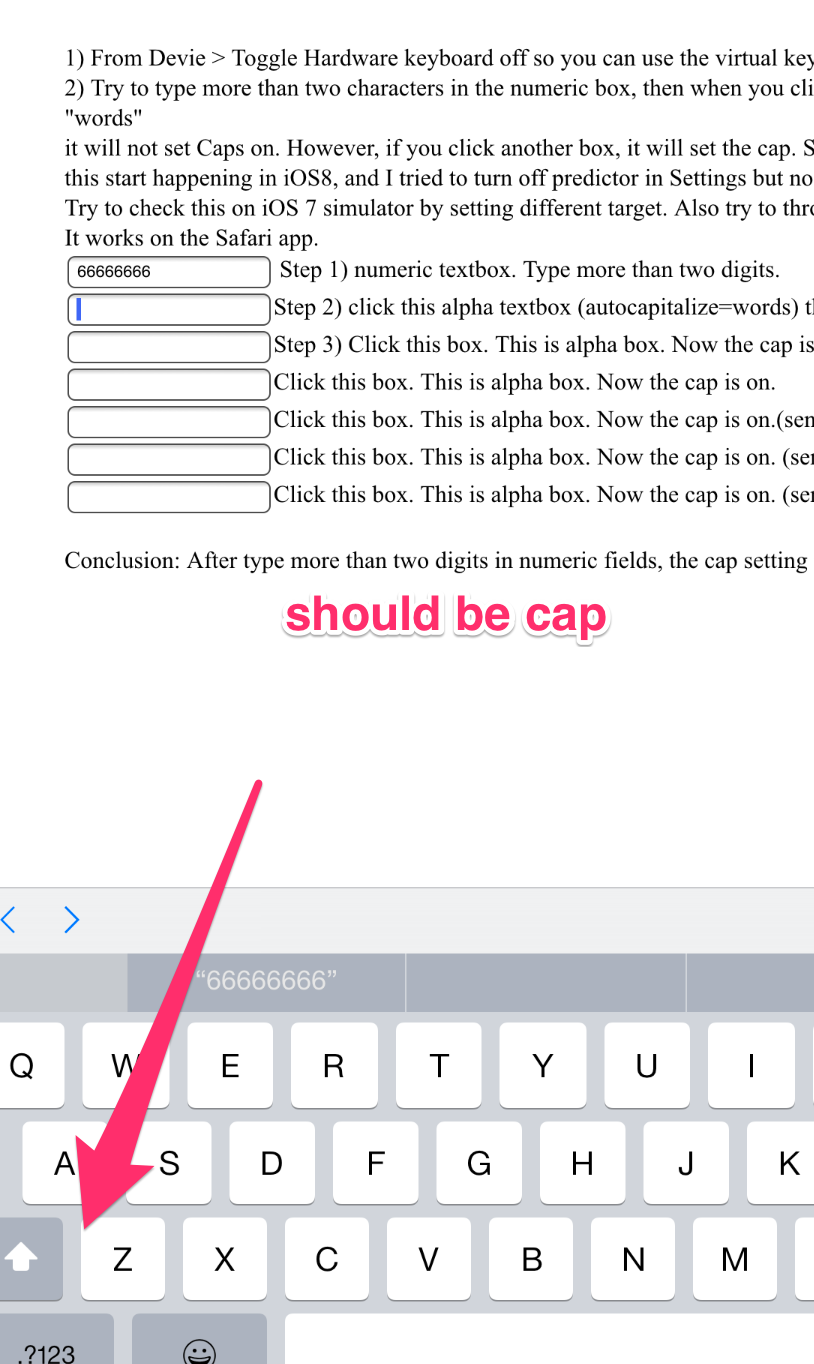 1) From Devie > Toggle Hardware keyboard off so you can use the virtual key
2) Try to type more than two characters in the numeric box, then when you cli
"words"
it will not set Caps on. However, if you click another box, it will set the cap. S
this start happening in iOS8, and I tried to turn off predictor in Settings but no
Try to check this on iOS 7 simulator by setting different target. Also try to thro
It works on the Safari app.
66666666 Step 1) numeric textbox. Type more than two digits.
Step 2) click this alpha textbox (autocapitalize=words) t
Step 3) Click this box. This is alpha box. Now the cap is
Click this box. This is alpha box. Now the cap is on.
Click this box. This is alpha box. Now the cap is on.(sen
Click this box. This is alpha box. Now the cap is on. (se
Click this box. This is alpha box. Now the cap is on. (se
Conclusion: After type more than two digits in numeric fields, the cap setting
should be cap
“66666666”
Q W E R T Y U I
A S D F G H J K
Z X C V B N M
.?123